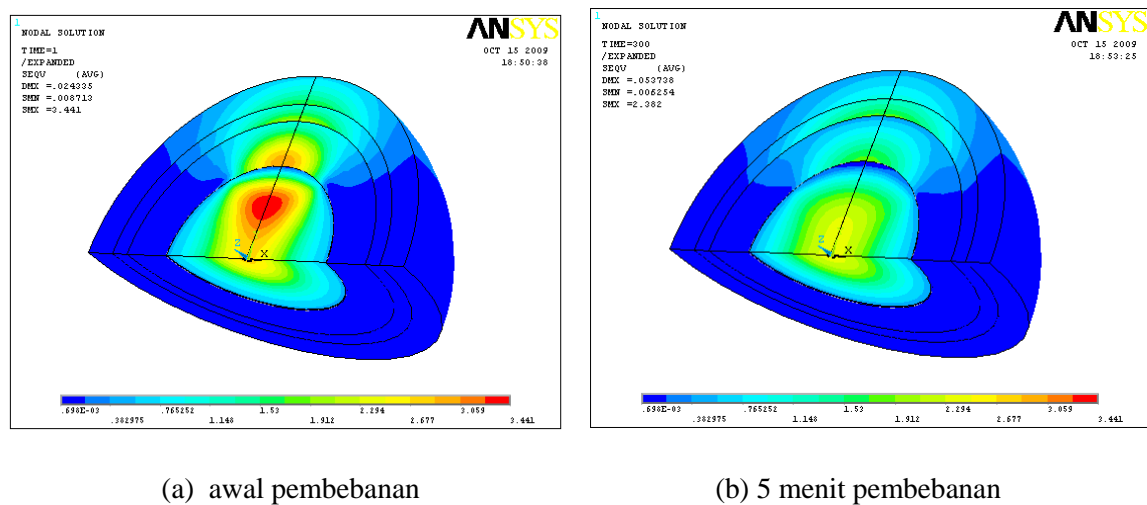 1
NODAL SOLUTION
TIME=1
/EXPANDED
SEQV (AVG)
DMX =.024335
SMN =.008713
SMX =3.441
ANSYS
OCT 15 2009
18:50:38
Z
X
.698E-03
.382975
.765252
1.148
1.53
1.912
2.294
2.677
3.059
3.441
(a) awal pembebanan
1
NODAL SOLUTION
TIME=300
/EXPANDED
SEQV (AVG)
DMX =.053738
SMN =.006254
SMX =2.382
ANSYS
OCT 15 2009
18:53:25
Z
X
.698E-03
.382975
.765252
1.148
1.53
1.912
2.294
2.677
3.059
3.441
(b) 5 menit pembebanan